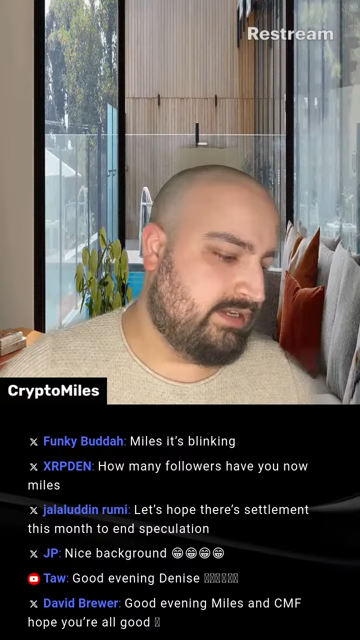 Restream
CryptoMiles
Funky Buddah: Miles it's blinking
XRPDEN: How many followers have you now
miles
jalaluddin rumi: Let's hope there's settlement
this month to end speculation
JP: Nice background 😁😁😁😁
Taw: Good evening Denise
David Brewer: Good evening Miles and CMF
hope you're all good